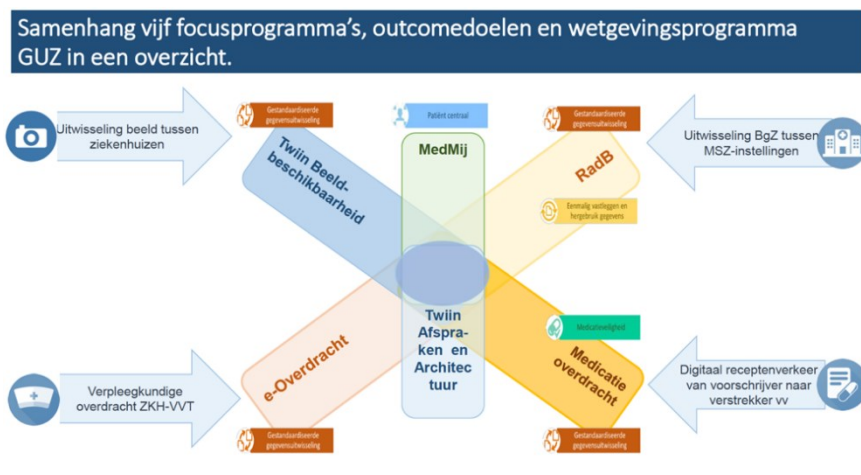 Samenhang vijf focusprogramma's, outcomedoelen en wetgevingsprogramma
GUZ in een overzicht.
Gestandaardiseerde
gegevensuitwisseling
Patiënt centraal
Gestandaardiseerde
gegevensuitwisseling
Uitwisseling beeld tussen
ziekenhuizen
Twiin Beeld-
beschikbaarheid
MedMij
RadB
Uitwisseling BgZ tussen
MSZ-instellingen
Eenmalig vastleggen en
hergebruik gegevens
e-Overdracht
Twiin
Afspra-
ken en
Architec
tuur
Medicatieveiligheid
Medicatie
overdracht
Verpleegkundige
overdracht ZKH-VVT
Digitaal receptenverkeer
van voorschrijver naar
verstrekker vv
Gestandaardiseerde
gegevensuitwisseling
Gestandaardiseerde
gegevensuitwisseling